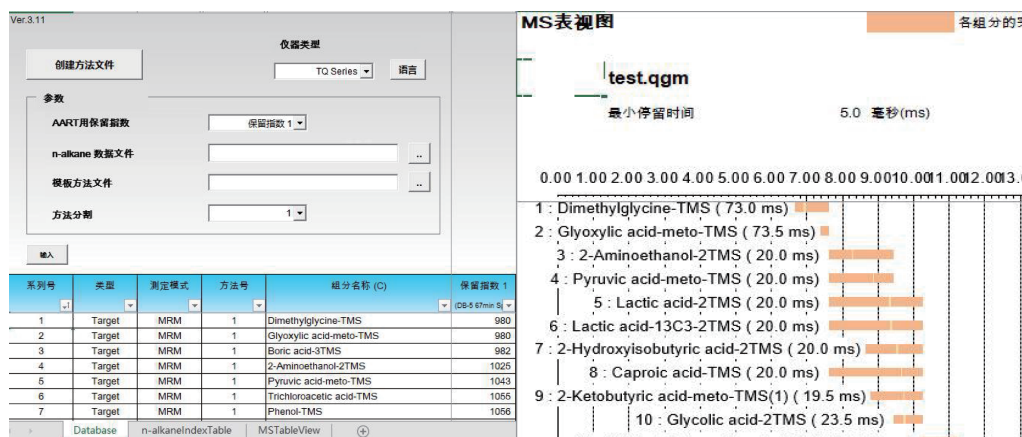 Ver.3.11
创建方法文件
仪器类型
TQ Series
语言
参数
AART用保留指数
保留指数 1
n-alkane 数据文件
..
模板方法文件
..
方法分割
1
输入
系列号 类型 测定模式 方法号 组分名称 (C) 保留指数 1
(DB-5 67min
1 Target MRM 1 Dimethylglycine-TMS 980
2 Target MRM 1 Glyoxylic acid-meto-TMS 980
3 Target MRM 1 Boric acid-3TMS 982
4 Target MRM 1 2-Aminoethanol-2TMS 1025
5 Target MRM 1 Pyruvic acid-meto-TMS 1043
6 Target MRM 1 Trichloroacetic acid-TMS 1055
7 Target MRM 1 Phenol-TMS 1056
Database n-alkaneIndexTable MSTableView
MS表视图
各组分的
test.qgm
最小停留时间 5.0 毫秒(ms)
0.00 1.00 2.00 3.00 4.00 5.00 6.00 7.00 8.00 9.00 10.00 11.00 12.00 13.
1 : Dimethylglycine-TMS ( 73.0 ms)
2 : Glyoxylic acid-meto-TMS ( 73.5 ms)
3 : 2-Aminoethanol-2TMS ( 20.0 ms)
4 : Pyruvic acid-meto-TMS ( 20.0 ms)
5 : Lactic acid-2TMS ( 20.0 ms)
6 : Lactic acid-13C3-2TMS ( 20.0 ms)
7 : 2-Hydroxyisobutyric acid-2TMS ( 20.0 ms)
8 : Caproic acid-TMS ( 20.0 ms)
9 : 2-Ketobutyric acid-meto-TMS(1) ( 19.5 ms)
10 : Glycolic acid-2TMS ( 23.5 ms)